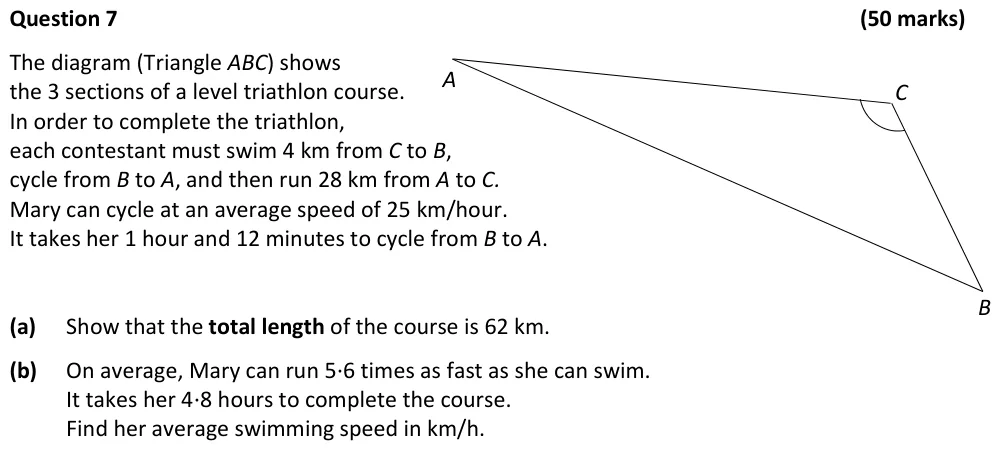 Question 7 (50 marks)
The diagram (Triangle ABC) shows
the 3 sections of a level triathlon course.
In order to complete the triathlon,
each contestant must swim 4 km from C to B,
cycle from B to A, and then run 28 km from A to C.
Mary can cycle at an average speed of 25 km/hour.
It takes her 1 hour and 12 minutes to cycle from B to A.
A
C
B
(a) Show that the total length of the course is 62 km.
(b) On average, Mary can run 5·6 times as fast as she can swim.
It takes her 4·8 hours to complete the course.
Find her average swimming speed in km/h.